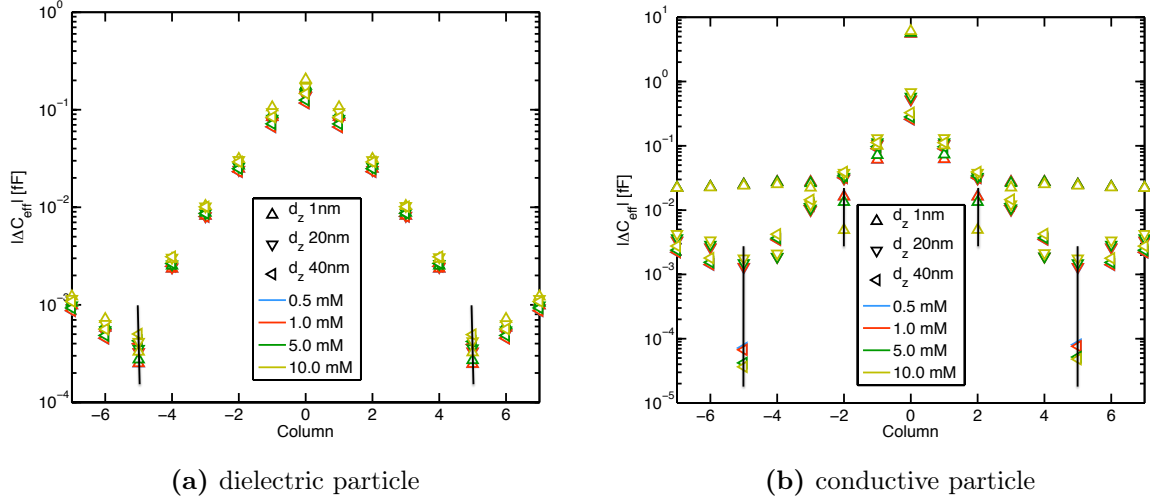 10^0
10^-1
10^-2
10^-3
10^-4
|ΔC_eff| [fF]
d_z 1nm
d_z 20nm
d_z 40nm
0.5 mM
1.0 mM
5.0 mM
10.0 mM
−6 −4 −2 0 2 4 6
Column
(a) dielectric particle
10^1
10^0
10^-1
10^-2
10^-3
10^-4
10^-5
|ΔC_eff| [fF]
d_z 1nm
d_z 20nm
d_z 40nm
0.5 mM
1.0 mM
5.0 mM
10.0 mM
−6 −4 −2 0 2 4 6
Column
(b) conductive particle